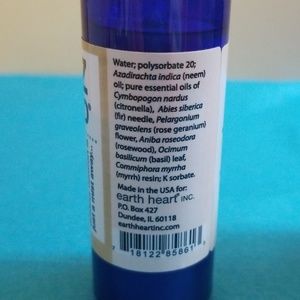 Water; polysorbate 20;
Azadirachta indica (neem)
oil; pure essential oils of
Cymbopogon nardus
(citronella), Abies siberica
(fir) needle, Pelargonium
graveolens (rose geranium)
flower, Aniba rosaeodora
(rosewood), Ocimum
basilicum (basil) leaf,
Commiphora myrrha
(myrrh) resin; K sorbate.
Made in the USA for:
earth heart® INC.
P.O. Box 427
Dundee, IL 60118
earthheartinc.com
7 18122 85861